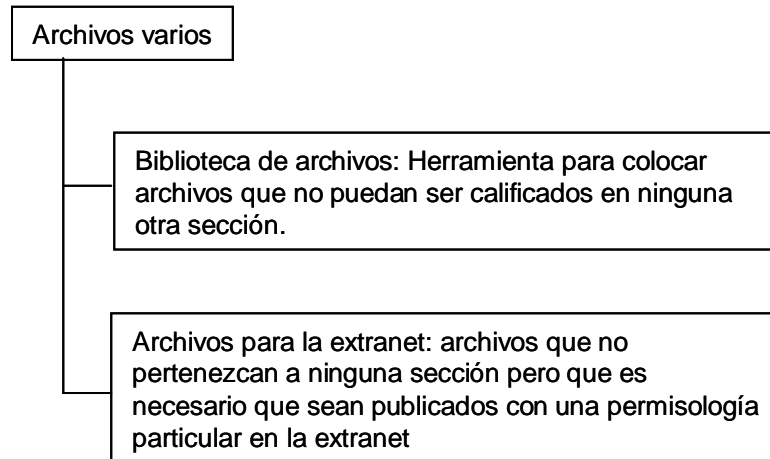 Archivos varios
Biblioteca de archivos: Herramienta para colocar
archivos que no puedan ser calificados en ninguna
otra sección.
Archivos para la extranet: archivos que no
pertenezcan a ninguna sección pero que es
necesario que sean publicados con una permisología
particular en la extranet